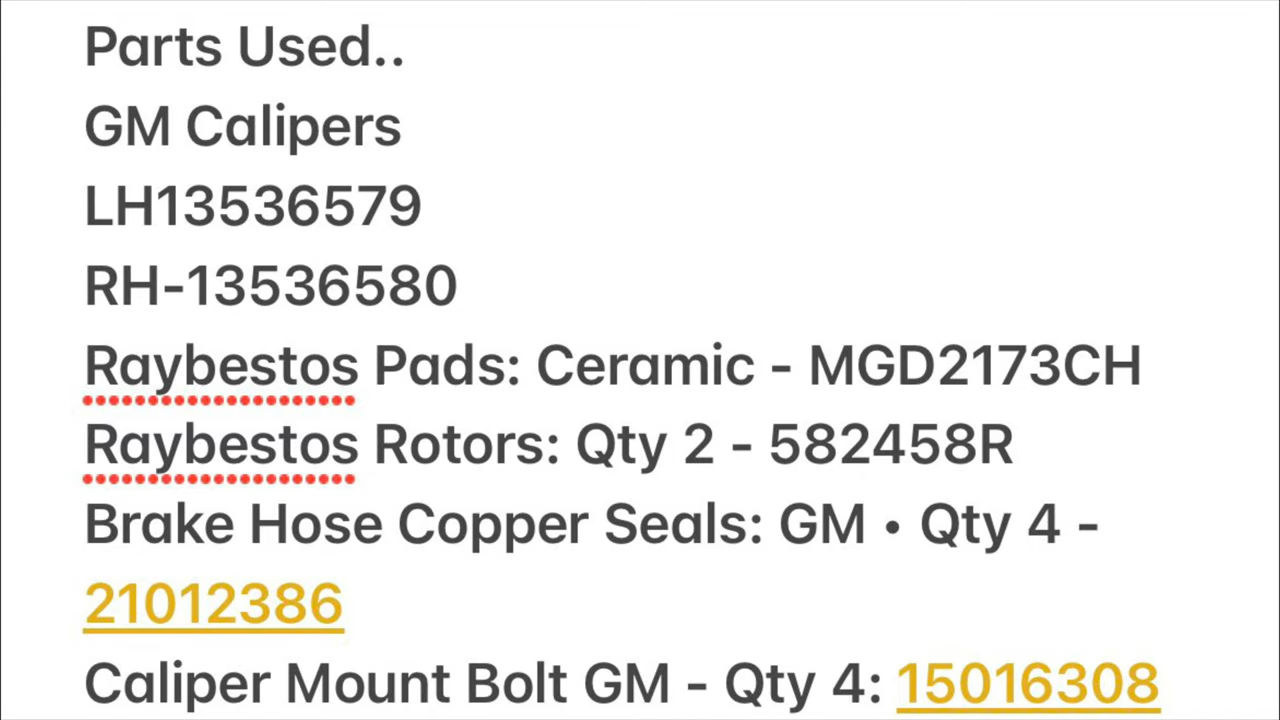 Parts Used..
GM Calipers
LH13536579
RH-13536580
Raybestos Pads: Ceramic - MGD2173CH
Raybestos Rotors: Qty 2 - 582458R
Brake Hose Copper Seals: GM • Qty 4 -
21012386
Caliper Mount Bolt GM - Qty 4: 15016308